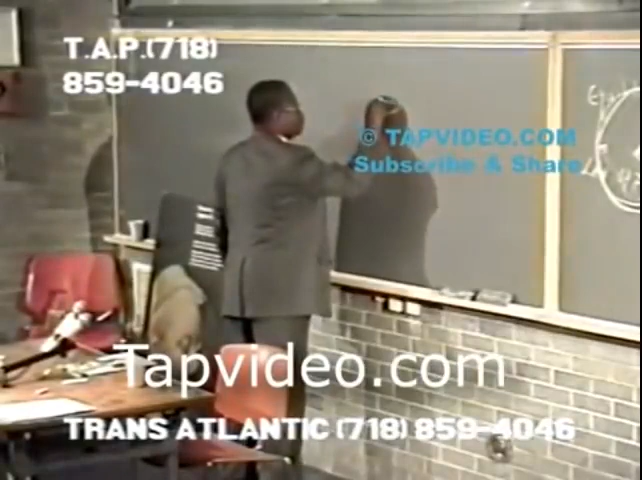 T.A.P.(718)
859-4046
© TAPVIDEO.COM
Subscribe & Share
Tapvideo.com
TRANS ATLANTIC (718) 859-4046